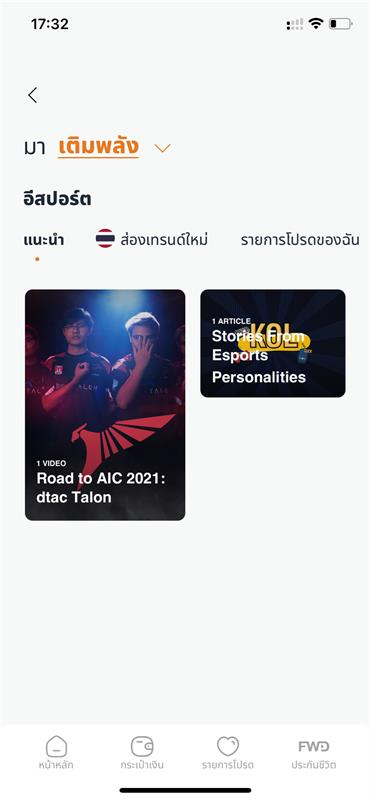 17:32
มา เติมพลัง
อีสปอร์ต
แนะนำ ส่องเทรนด์ใหม่ รายการโปรดของฉัน
1 VIDEO
Road to AIC 2021:
dtac Talon
1 ARTICLE
KOL
Stories From
Esports
Personalities
หน้าหลัก กระเป๋าเงิน รายการโปรด FWD ประกันชีวิต